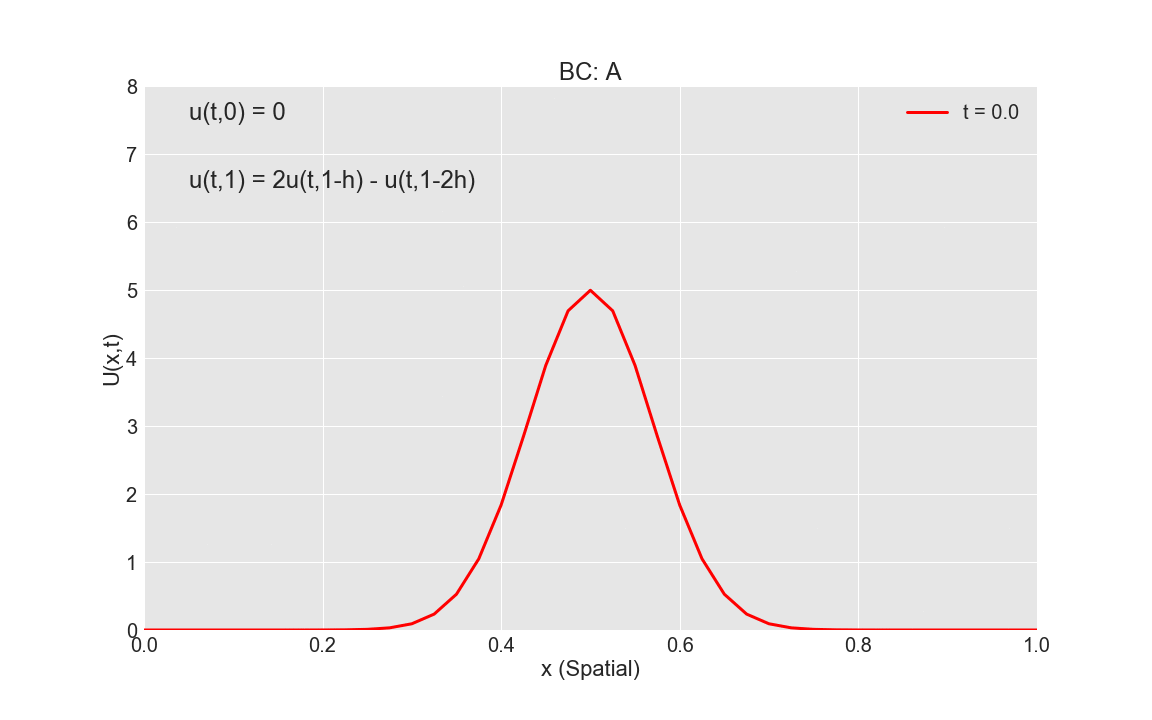 BC: A
8
u(t,0) = 0
t = 0.0
7
u(t,1) = 2u(t,1-h) - u(t,1-2h)
6
5
4
U(x,t)
3
2
1
0
0.0 0.2 0.4 0.6 0.8 1.0
x (Spatial)